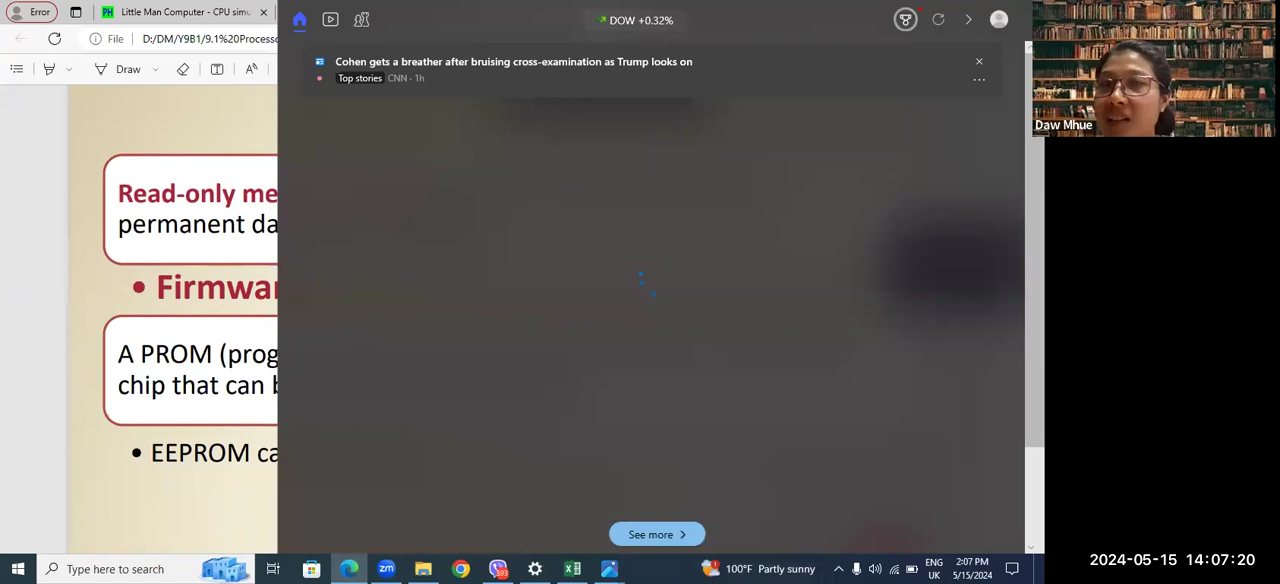 Error
Little Man Computer - CPU simu
File
D:/DM/Y9B1/9.1%20Processo
Draw
DOW +0.32%
Cohen gets a breather after bruising cross-examination as Trump looks on
Top stories CNN · 1h
Daw Mhue
Read-only me
permanent da
• Firmwar
A PROM (prog
chip that can b
• EEPROM ca
See more
Type here to search
100°F Partly sunny
ENG
UK
2:07 PM
5/15/2024
2024-05-15 14:07:20